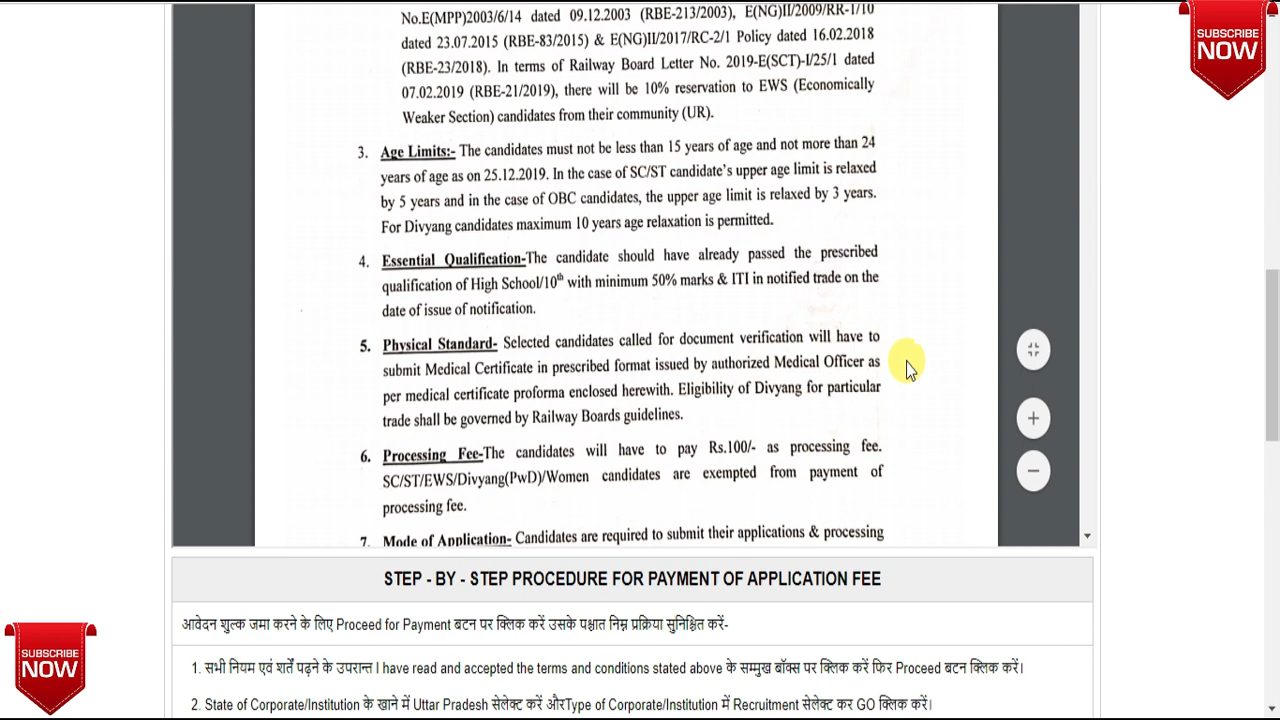 No.E(MPP)2003/6/14 dated 09.12.2003 (RBE-213/2003), E(NG)II/2009/RR-1/10
dated 23.07.2015 (RBE-83/2015) & E(NG)II/2017/RC-2/1 Policy dated 16.02.2018
(RBE-23/2018). In terms of Railway Board Letter No. 2019-E(SCT)-I/25/1 dated
07.02.2019 (RBE-21/2019), there will be 10% reservation to EWS (Economically
Weaker Section) candidates from their community (UR).
3. Age Limits:- The candidates must not be less than 15 years of age and not more than 24
years of age as on 25.12.2019. In the case of SC/ST candidate's upper age limit is relaxed
by 5 years and in the case of OBC candidates, the upper age limit is relaxed by 3 years.
For Divyang candidates maximum 10 years age relaxation is permitted.
4. Essential Qualification-The candidate should have already passed the prescribed
qualification of High School/10th with minimum 50% marks & ITI in notified trade on the
date of issue of notification.
5. Physical Standard- Selected candidates called for document verification will have to
submit Medical Certificate in prescribed format issued by authorized Medical Officer as
per medical certificate proforma enclosed herewith. Eligibility of Divyang for particular
trade shall be governed by Railway Boards guidelines.
6. Processing Fee-The candidates will have to pay Rs.100/- as processing fee.
SC/ST/EWS/Divyang(PwD)/Women candidates are exempted from payment of
processing fee.
7. Mode of Application- Candidates are required to submit their applications & processing
STEP - BY - STEP PROCEDURE FOR PAYMENT OF APPLICATION FEE
आवेदन शुल्क जमा करने के लिए Proceed for Payment बटन पर क्लिक करें उसके पश्चात निम्न प्रक्रिया सुनिश्चित करें-
1. सभी नियम एवं शर्तें पढ़ने के उपरान्त I have read and accepted the terms and conditions stated above के सम्मुख बॉक्स पर क्लिक करें फिर Proceed बटन क्लिक करें।
2. State of Corporate/Institution के खाने में Uttar Pradesh सेलेक्ट करें औरType of Corporate/Institution में Recruitment सेलेक्ट कर GO क्लिक करें।
SUBSCRIBE
NOW
SUBSCRIBE
NOW